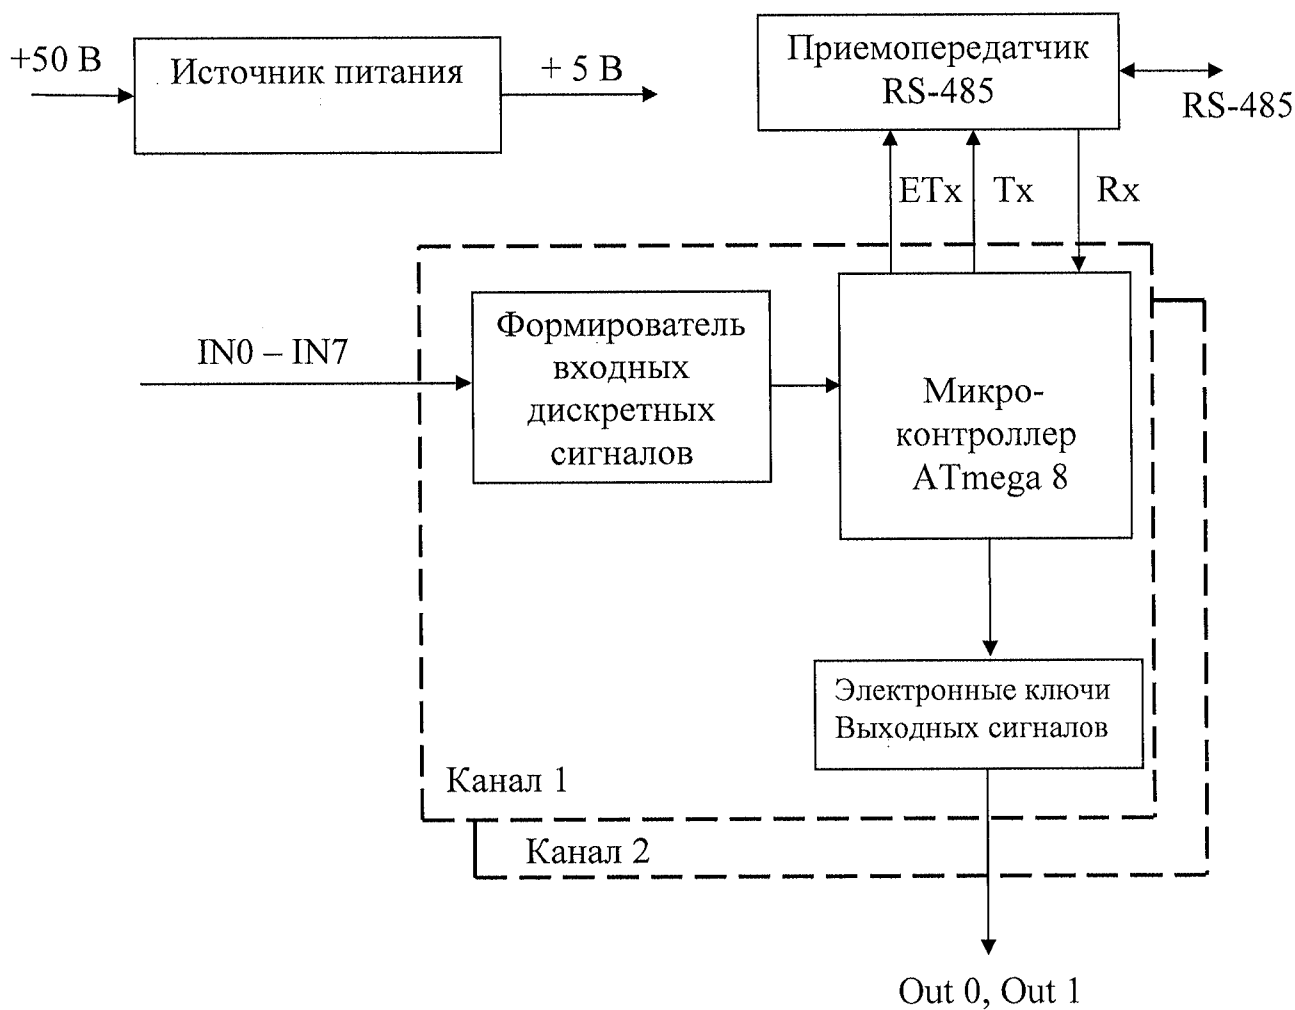 +50 В
Источник питания
+ 5 В
Приемопередатчик
RS-485
RS-485
ETx
Tx
Rx
IN0 – IN7
Формирователь
входных
дискретных
сигналов
Микро-
контроллер
ATmega 8
Электронные ключи
Выходных сигналов
Канал 1
Канал 2
Out 0, Out 1